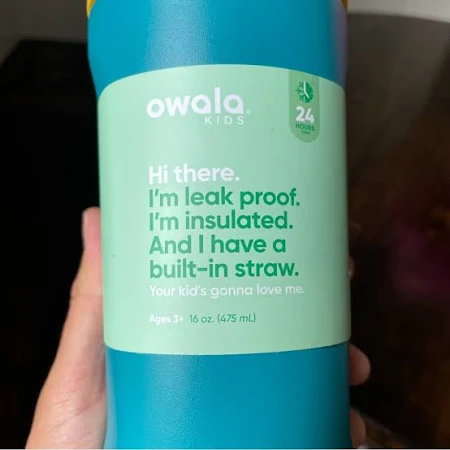 owala
KIDS
24
HOURS
COLD
Hi there.
I'm leak proof.
I'm insulated.
And I have a
built-in straw.
Your kid's gonna love me.
Ages 3+ 16 oz. (475 mL)